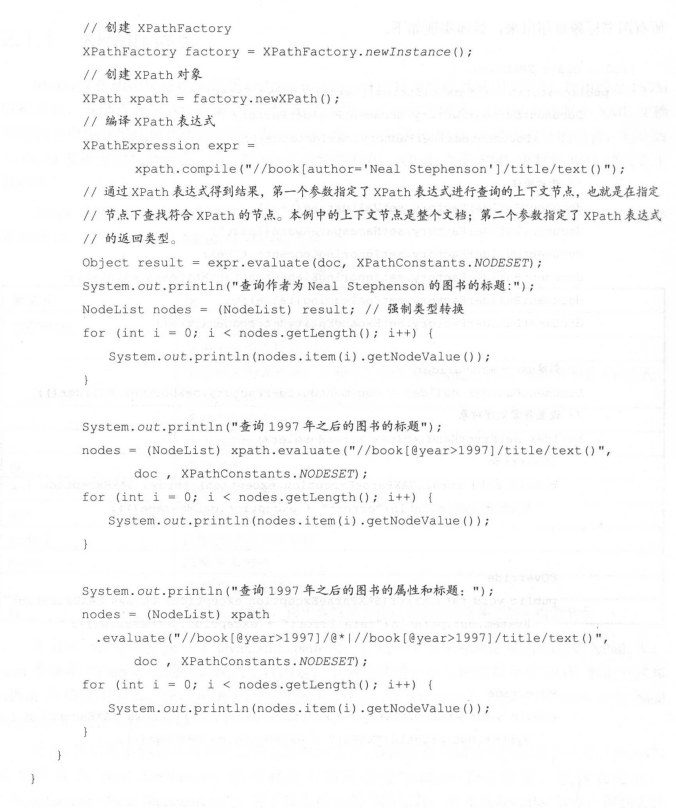 // 创建 XPathFactory
XPathFactory factory = XPathFactory.newInstance();
// 创建 XPath 对象
XPath xpath = factory.newXPath();
// 编译 XPath 表达式
XPathExpression expr =
xpath.compile("//book[author='Neal Stephenson']/title/text()");
// 通过 XPath 表达式得到结果，第一个参数指定了 XPath 表达式进行查询的上下文节点，也就是在指定
// 节点下查找符合 XPath 的节点。本例中的上下文节点是整个文档；第二个参数指定了 XPath 表达式
// 的返回类型。
Object result = expr.evaluate(doc, XPathConstants.NODESET);
System.out.println("查询作者为 Neal Stephenson 的图书的标题:");
NodeList nodes = (NodeList) result; // 强制类型转换
for (int i = 0; i < nodes.getLength(); i++) {
System.out.println(nodes.item(i).getNodeValue());
}
System.out.println("查询 1997 年之后的图书的标题");
nodes = (NodeList) xpath.evaluate("//book[@year>1997]/title/text()",
doc , XPathConstants.NODESET);
for (int i = 0; i < nodes.getLength(); i++) {
System.out.println(nodes.item(i).getNodeValue());
}
System.out.println("查询 1997 年之后的图书的属性和标题：");
nodes = (NodeList) xpath
.evaluate("//book[@year>1997]/@*|//book[@year>1997]/title/text()",
doc , XPathConstants.NODESET);
for (int i = 0; i < nodes.getLength(); i++) {
System.out.println(nodes.item(i).getNodeValue());
}
}
}